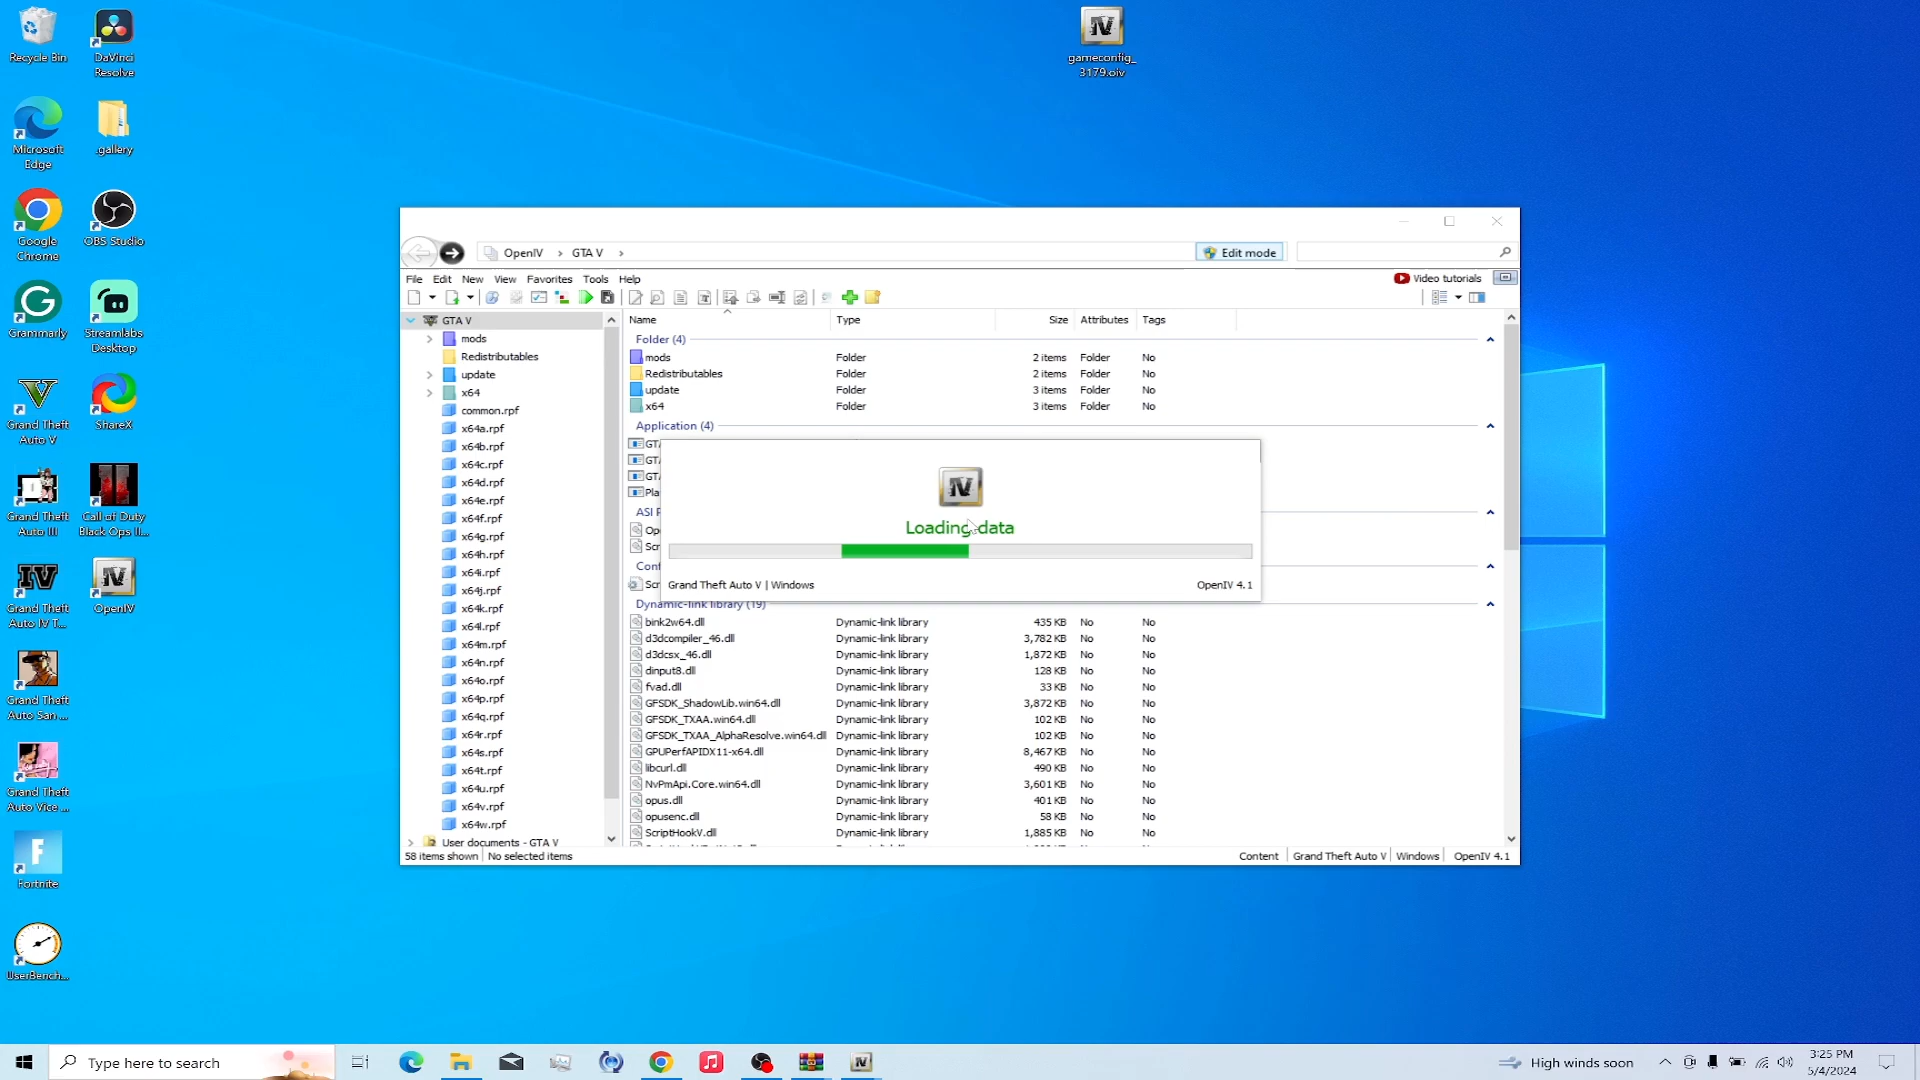 Recycle Bin
DaVinci
Resolve
gameconfig_
3179.oiv
Microsoft
Edge
.gallery
Google
Chrome
OBS Studio
Grammarly
Streamlabs
Desktop
Grand Theft
Auto V
ShareX
Grand Theft
Auto III
Call of Duty
Black Ops II...
Grand Theft
Auto IV T...
OpenIV
Grand Theft
Auto San ...
Grand Theft
Auto Vice ...
Fortnite
UserBench...
OpenIV > GTA V >
Edit mode
File Edit New View Favorites Tools Help
Video tutorials
GTA V
mods
Redistributables
update
x64
common.rpf
x64a.rpf
x64b.rpf
x64c.rpf
x64d.rpf
x64e.rpf
x64f.rpf
x64g.rpf
x64h.rpf
x64i.rpf
x64j.rpf
x64k.rpf
x64l.rpf
x64m.rpf
x64n.rpf
x64o.rpf
x64p.rpf
x64q.rpf
x64r.rpf
x64s.rpf
x64t.rpf
x64u.rpf
x64v.rpf
x64w.rpf
User documents - GTA V
Name Type Size Attributes Tags
Folder (4)
mods Folder 2 items Folder No
Redistributables Folder 2 items Folder No
update Folder 3 items Folder No
x64 Folder 3 items Folder No
Application (4)
GT
GT
GT
Pla
ASI
Op
Scr
Conf
Scr
IV
Loading data
Grand Theft Auto V | Windows
OpenIV 4.1
Dynamic-link library (19)
bink2w64.dll Dynamic-link library 435 KB No No
d3dcompiler_46.dll Dynamic-link library 3,782 KB No No
d3dcsx_46.dll Dynamic-link library 1,872 KB No No
dinput8.dll Dynamic-link library 128 KB No No
fvad.dll Dynamic-link library 33 KB No No
GFSDK_ShadowLib.win64.dll Dynamic-link library 3,872 KB No No
GFSDK_TXAA.win64.dll Dynamic-link library 102 KB No No
GFSDK_TXAA_AlphaResolve.win64.dll Dynamic-link library 102 KB No No
GPUPerfAPIDX11-x64.dll Dynamic-link library 8,467 KB No No
libcurl.dll Dynamic-link library 490 KB No No
NvPmApi.Core.win64.dll Dynamic-link library 3,601 KB No No
opus.dll Dynamic-link library 401 KB No No
opusenc.dll Dynamic-link library 58 KB No No
ScriptHookV.dll Dynamic-link library 1,885 KB No No
58 items shown No selected items
Content Grand Theft Auto V Windows OpenIV 4.1
Type here to search
High winds soon
3:25 PM
5/4/2024